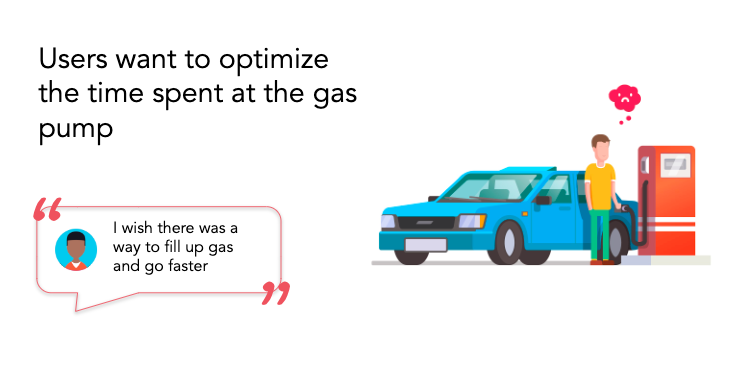 Users want to optimize
the time spent at the gas
pump
I wish there was a
way to fill up gas
and go faster